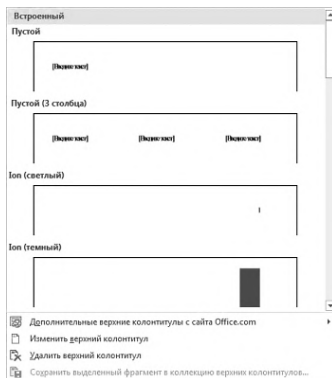 Встроенный
Пустой
[Введите текст]
Пустой (3 столбца)
[Введите текст] [Введите текст] [Введите текст]
Ion (светлый)
1
Ion (темный)
Дополнительные верхние колонтитулы с сайта Office.com
Изменить верхний колонтитул
Удалить верхний колонтитул
Сохранить выделенный фрагмент в коллекцию верхних колонтитулов...